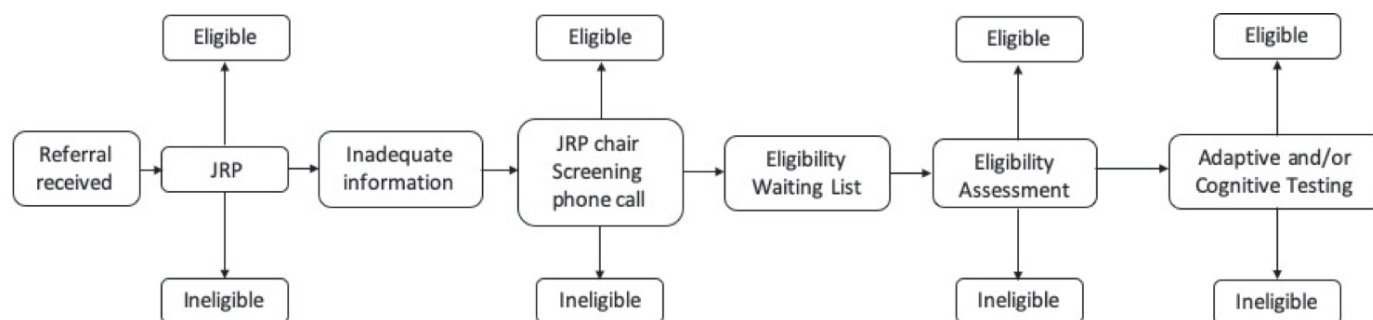 Eligible
Eligible
Eligible
Eligible
Referral
received
JRP
Inadequate
information
JRP chair
Screening
phone call
Eligibility
Waiting List
Eligibility
Assessment
Adaptive and/or
Cognitive Testing
Ineligible
Ineligible
Ineligible
Ineligible